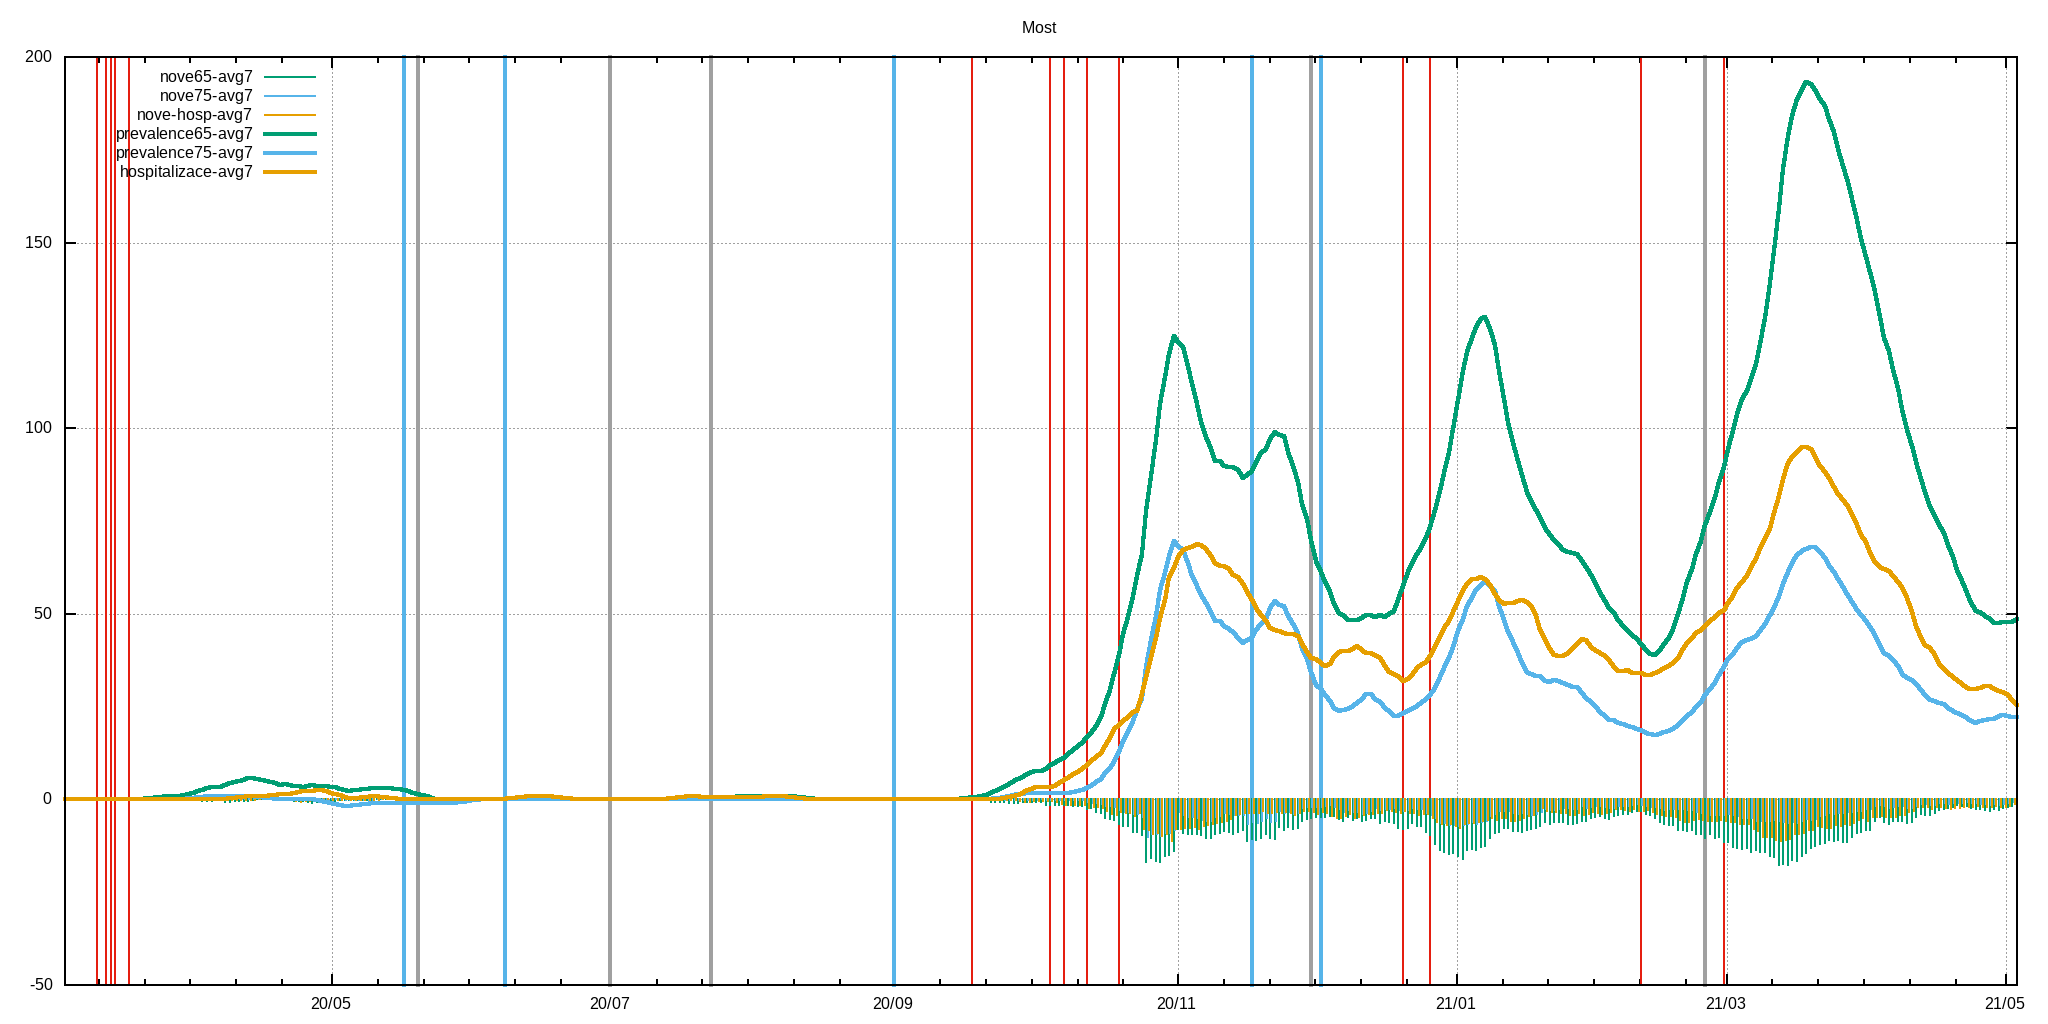 Most
200
150
100
50
0
-50
nove65-avg7
nove75-avg7
nove-hosp-avg7
prevalence65-avg7
prevalence75-avg7
hospitalizace-avg7
20/05 20/07 20/09 20/11 21/01 21/03 21/05